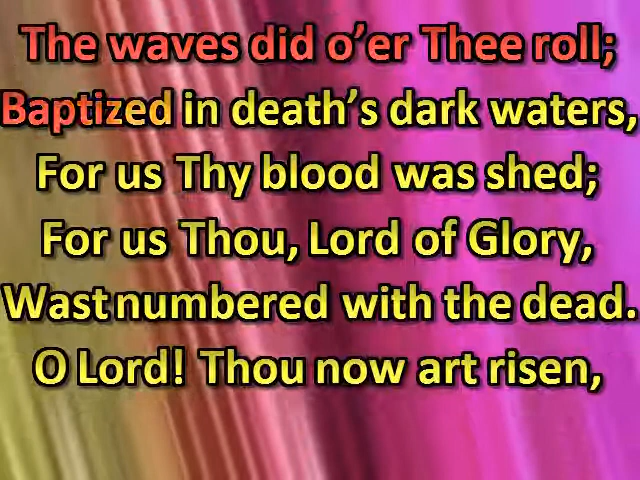 The waves did o’er Thee roll;
Baptized in death’s dark waters,
For us Thy blood was shed;
For us Thou, Lord of Glory,
Wast numbered with the dead.
O Lord! Thou now art risen,